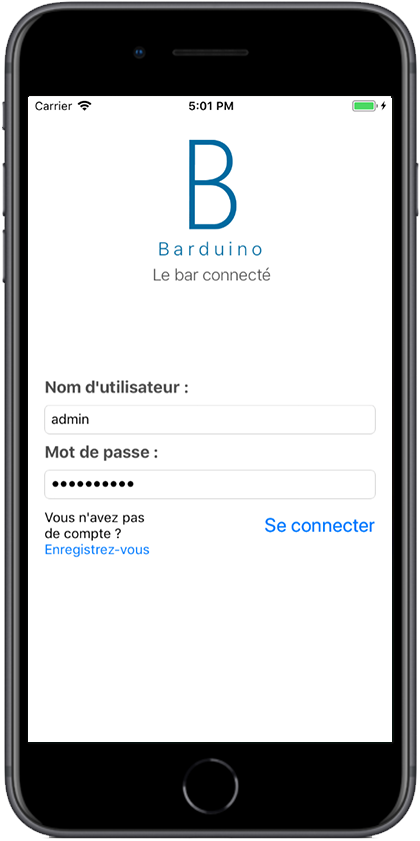 Carrier 5:01 PM
B
Barduino
Le bar connecté
Nom d'utilisateur :
admin
Mot de passe :
••••••••••
Vous n'avez pas
de compte ?
Enregistrez-vous
Se connecter